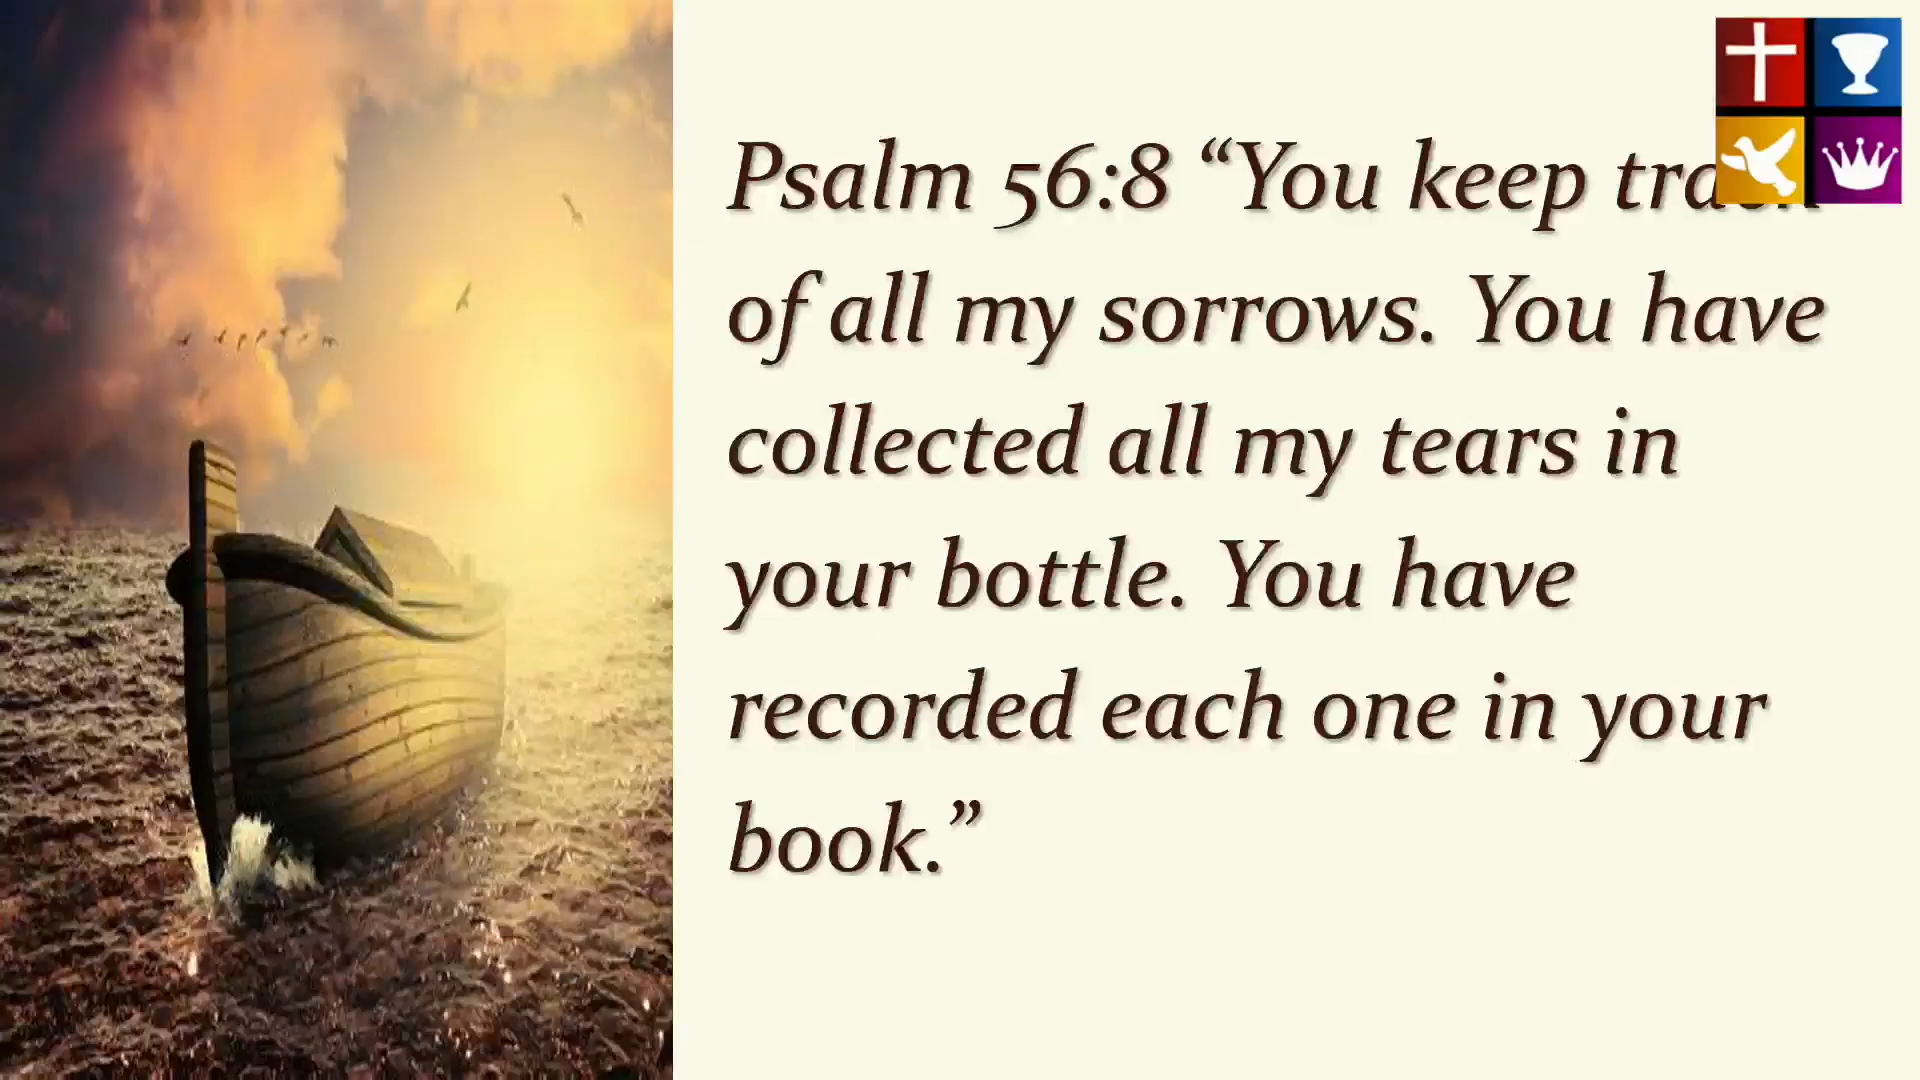 Psalm 56:8 “You keep track
of all my sorrows. You have
collected all my tears in
your bottle. You have
recorded each one in your
book.”